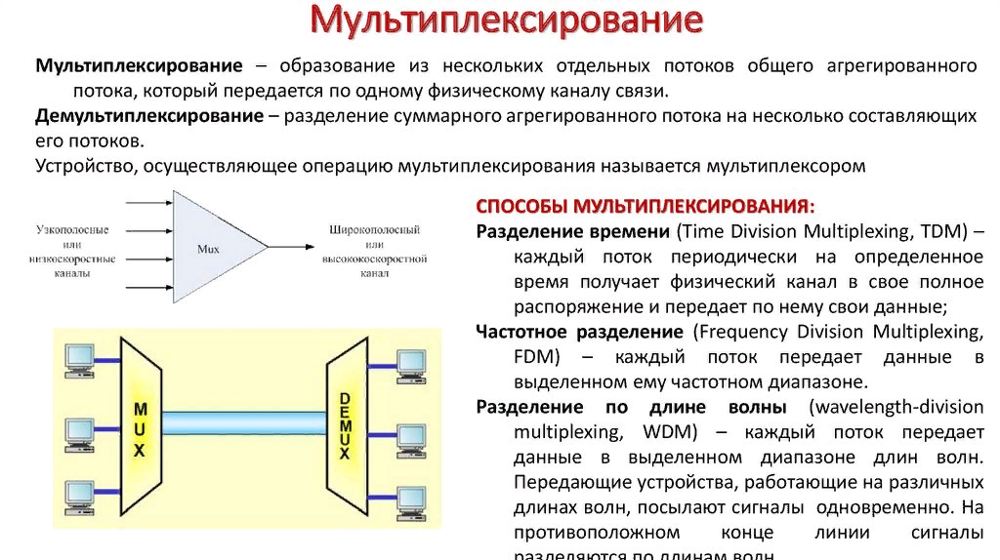 Мультиплексирование
Мультиплексирование – образование из нескольких отдельных потоков общего агрегированного
потока, который передается по одному физическому каналу связи.
Демультиплексирование – разделение суммарного агрегированного потока на несколько составляющих
его потоков.
Устройство, осуществляющее операцию мультиплексирования называется мультиплексором
Узкополосные
или
низкоскоростные
каналы
Mux
Широкополосный
или
высококоскоростной
канал
MUX
DEMUX
СПОСОБЫ МУЛЬТИПЛЕКСИРОВАНИЯ:
Разделение времени (Time Division Multiplexing, TDM) –
каждый поток периодически на определенное
время получает физический канал в свое полное
распоряжение и передает по нему свои данные;
Частотное разделение (Frequency Division Multiplexing,
FDM) – каждый поток передает данные в
выделенном ему частотном диапазоне.
Разделение по длине волны (wavelength-division
multiplexing, WDM) – каждый поток передает
данные в выделенном диапазоне длин волн.
Передающие устройства, работающие на различных
длинах волн, посылают сигналы одновременно. На
противоположном конце линии сигналы
разделяются по длинам волн